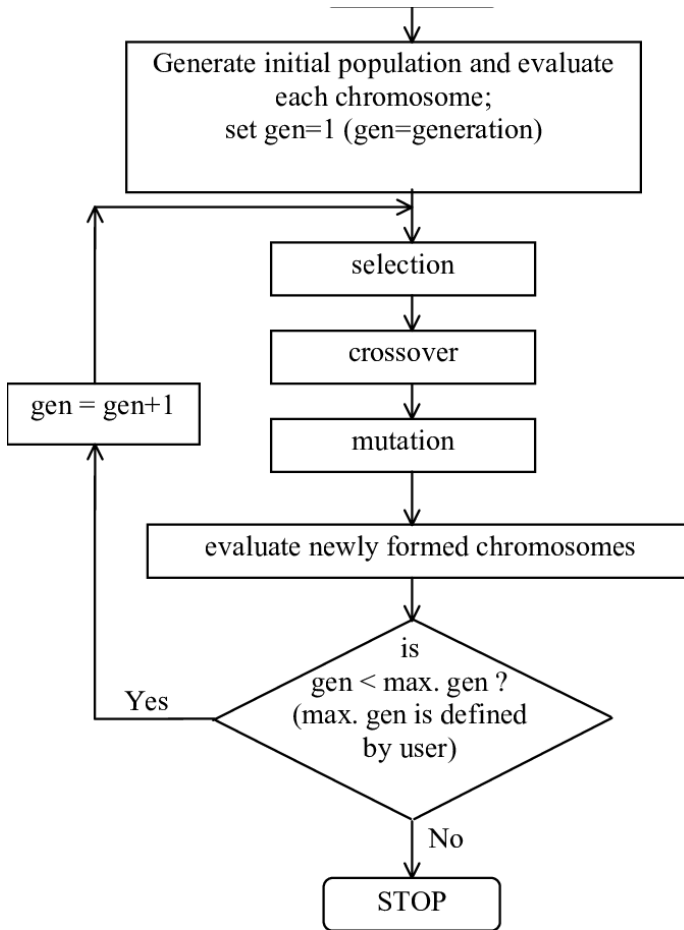 Generate initial population and evaluate
each chromosome;
set gen=1 (gen=generation)
selection
crossover
gen = gen+1
mutation
evaluate newly formed chromosomes
is
gen < max. gen ?
(max. gen is defined
by user)
Yes
No
STOP